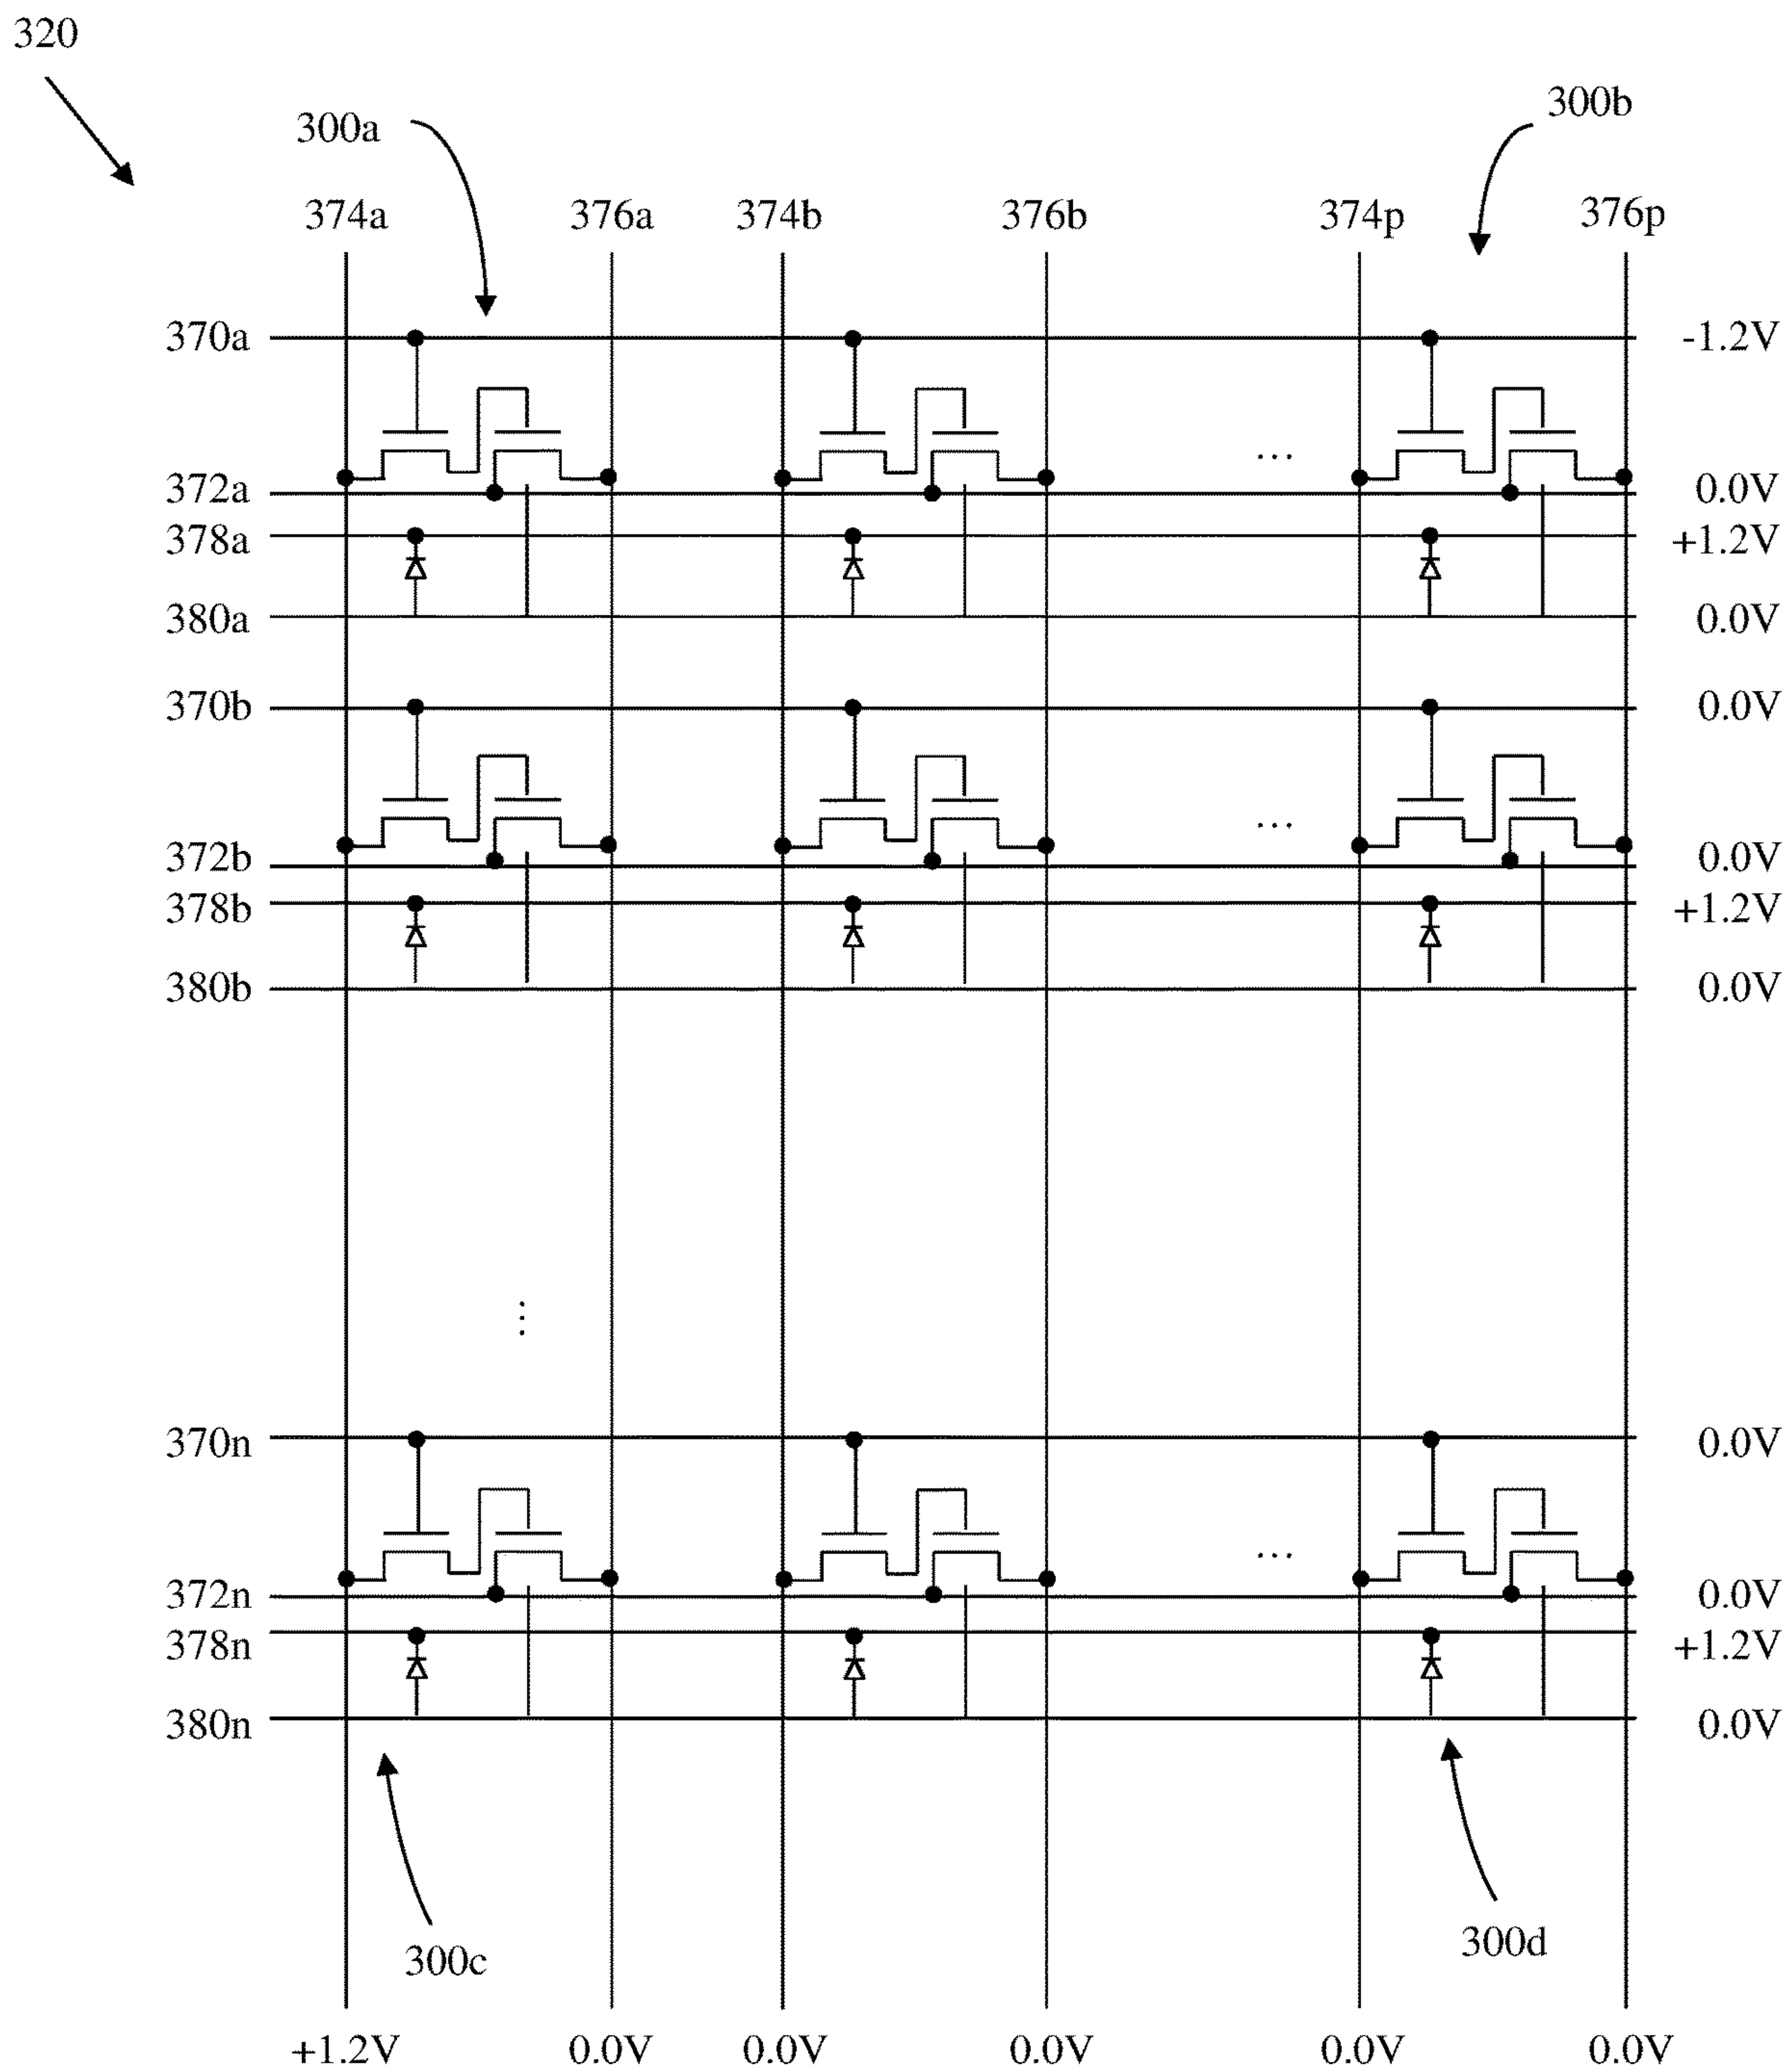 320
300a
300b
374a 376a 374b 376b 374p 376p
370a -1.2V
...
372a 0.0V
378a +1.2V
380a 0.0V
370b 0.0V
...
372b 0.0V
378b +1.2V
380b 0.0V
⋮
370n 0.0V
...
372n 0.0V
378n +1.2V
380n 0.0V
300c
300d
+1.2V 0.0V 0.0V 0.0V 0.0V 0.0V